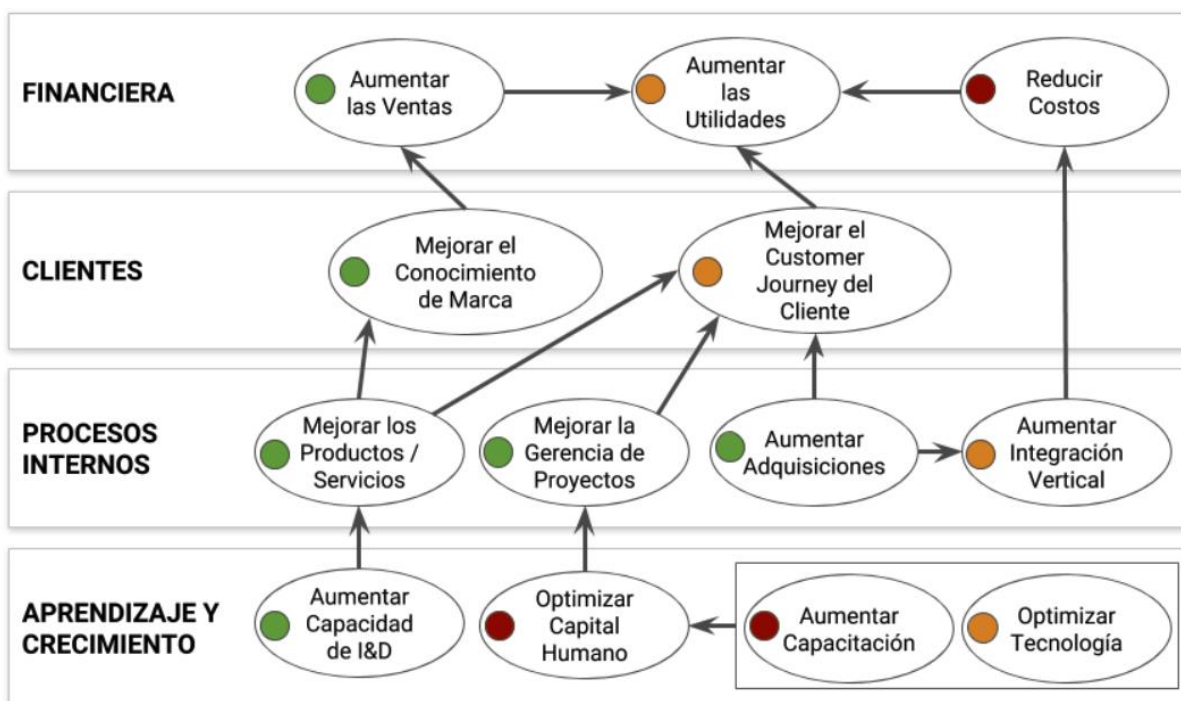 FINANCIERA
Aumentar
las Ventas
Aumentar
las
Utilidades
Reducir
Costos
CLIENTES
Mejorar el
Conocimiento
de Marca
Mejorar el
Customer
Journey del
Cliente
PROCESOS
INTERNOS
Mejorar los
Productos /
Servicios
Mejorar la
Gerencia de
Proyectos
Aumentar
Adquisiciones
Aumentar
Integración
Vertical
APRENDIZAJE Y
CRECIMIENTO
Aumentar
Capacidad
de I&D
Optimizar
Capital
Humano
Aumentar
Capacitación
Optimizar
Tecnología